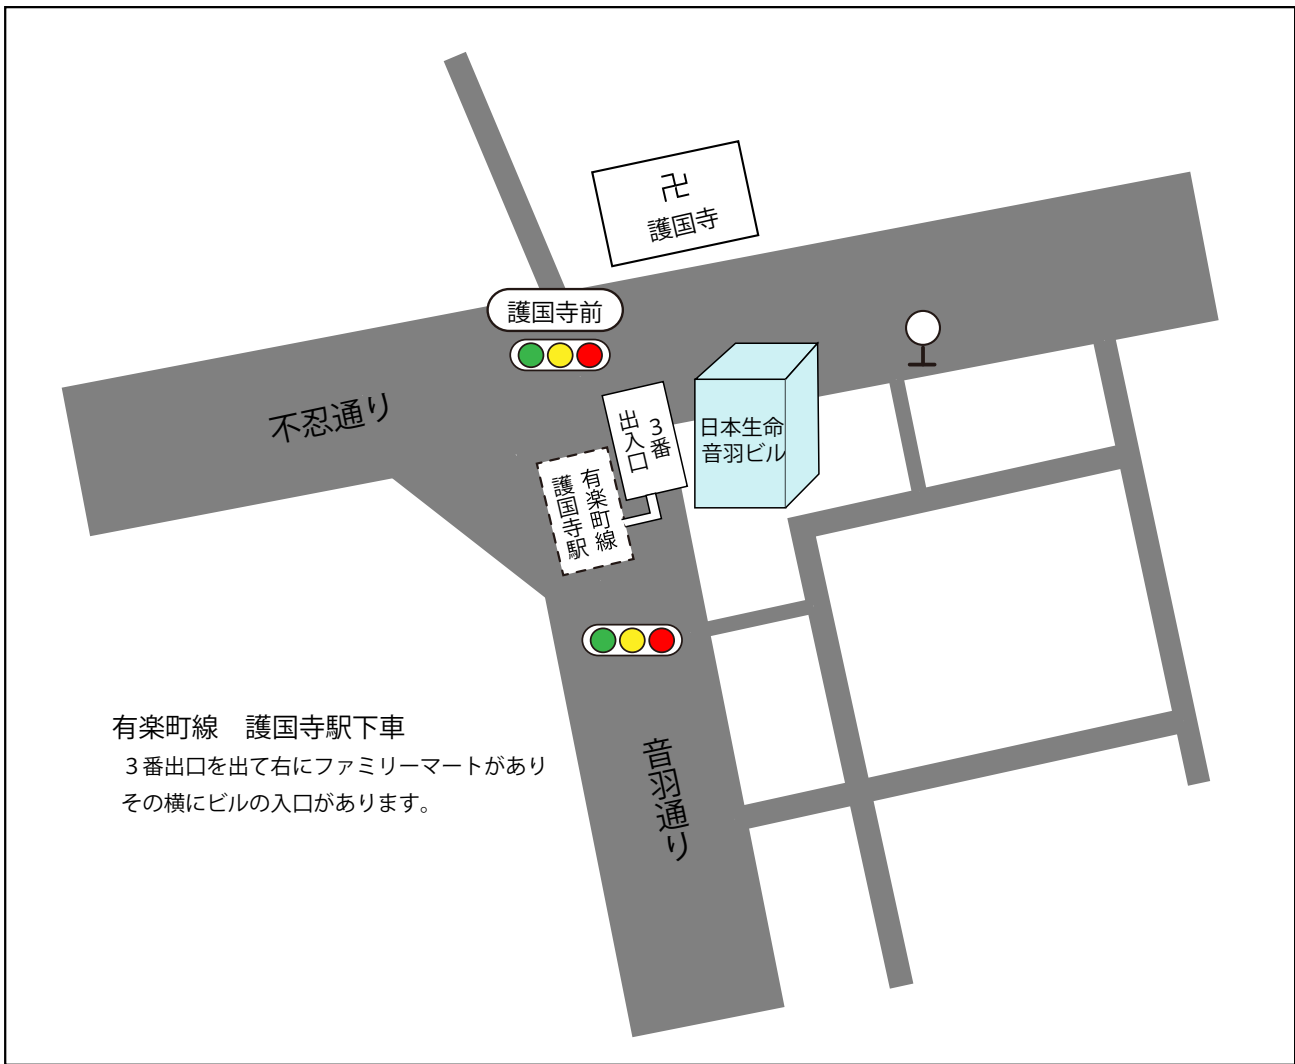 卍
護国寺
護国寺前
不忍通り
3番
出入口
日本生命
音羽ビル
有楽町線
護国寺駅
音羽通り
有楽町線　護国寺駅下車
３番出口を出て右にファミリーマートがあり
その横にビルの入口があります。